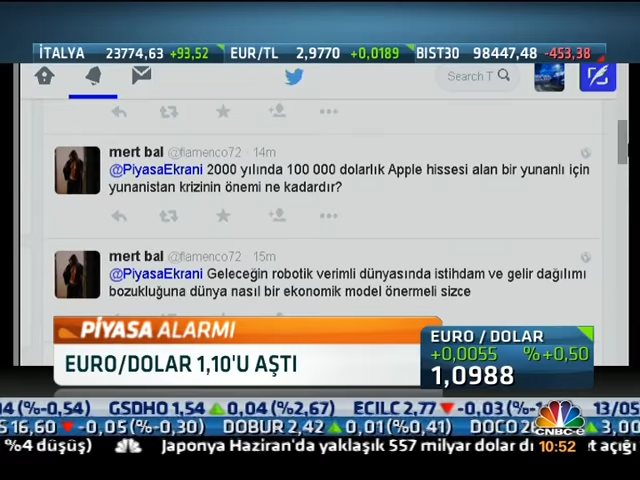 İTALYA 23774,63 +93,52 EUR/TL 2,9770 +0,0189 BIST30 98447,48 -453,38
Search T
mert bal @flamenco72 · 14m
@PiyasaEkrani 2000 yılında 100 000 dolarlık Apple hissesi alan bir yunanlı için
yunanistan krizinin önemi ne kadardır?
mert bal @flamenco72 · 15m
@PiyasaEkrani Geleceğin robotik verimli dünyasında istihdam ve gelir dağılımı
bozukluğuna dünya nasıl bir ekonomik model önermeli sizce
PİYASA ALARMI
EURO/DOLAR 1,10'U AŞTI
EURO / DOLAR
+0,0055 %+0,50
1,0988
(%-0,54) GSDHO 1,54 0,04 (%2,67) ECILC 2,77 -0,03 13/05
16,60 -0,05 (%-0,30) DOBUR 2,42 0,01 (%0,41) 3,00
CNBC-e
%4 düşüş) Japonya Haziran'da yaklaşık 557 milyar dolar 10:52 açığı